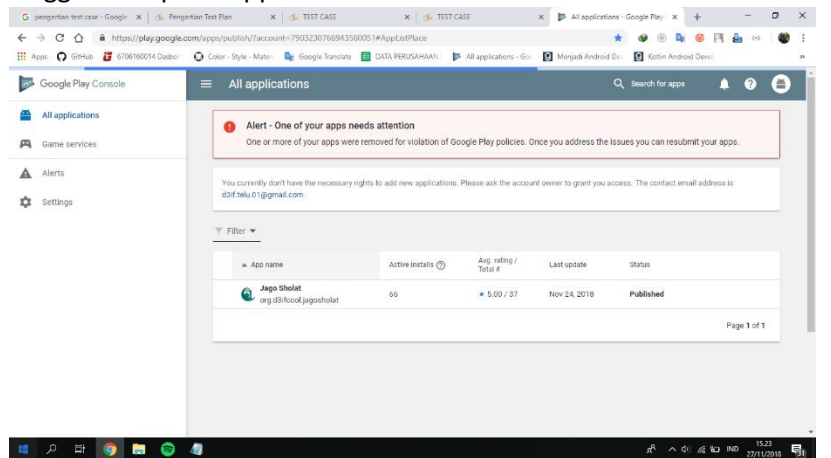 pengertian test case - Google
Pengertian Test Plan
TEST CASE
TEST CASE
All applications - Google Play
https://play.google.com/apps/publish/?account=7903230766943560051#AppListPlace
Apps
GitHub
6706160014 Dasbor
Color - Style - Mater
Google Translate
DATA PERUSAHAAN
All applications - Goo
Menjadi Android De
Kotlin Android Devel
Google Play Console
All applications
Search for apps
All applications
Game services
Alerts
Settings
Alert - One of your apps needs attention
One or more of your apps were removed for violation of Google Play policies. Once you address the issues you can resubmit your apps.
You currently don't have the necessary rights to add new applications. Please ask the account owner to grant you access. The contact email address is
d3if.telu.01@gmail.com.
Filter
App name Active installs Avg. rating / Total # Last update Status
Jago Sholat
org.d3ifcool.jagosholat
66 5.00 / 37 Nov 24, 2018 Published
Page 1 of 1
IND
15.23
27/11/2018